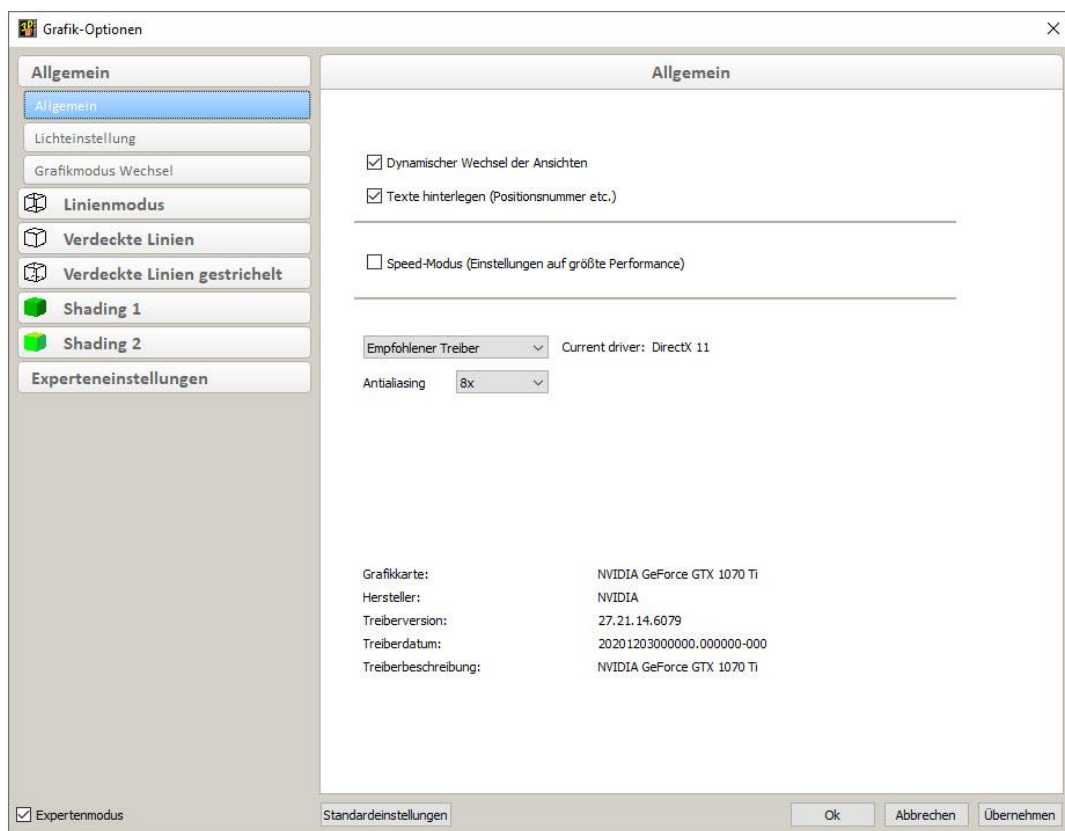 Grafik-Optionen
Allgemein
Allgemein
Lichteinstellung
Grafikmodus Wechsel
Linienmodus
Verdeckte Linien
Verdeckte Linien gestrichelt
Shading 1
Shading 2
Experteneinstellungen
Allgemein
Dynamischer Wechsel der Ansichten
Texte hinterlegen (Positionsnummer etc.)
Speed-Modus (Einstellungen auf größte Performance)
Empfohlener Treiber Current driver: DirectX 11
Antialiasing 8x
Grafikkarte: NVIDIA GeForce GTX 1070 Ti
Hersteller: NVIDIA
Treiberversion: 27.21.14.6079
Treiberdatum: 20201203000000.000000-000
Treiberbeschreibung: NVIDIA GeForce GTX 1070 Ti
Expertenmodus Standardeinstellungen Ok Abbrechen Übernehmen